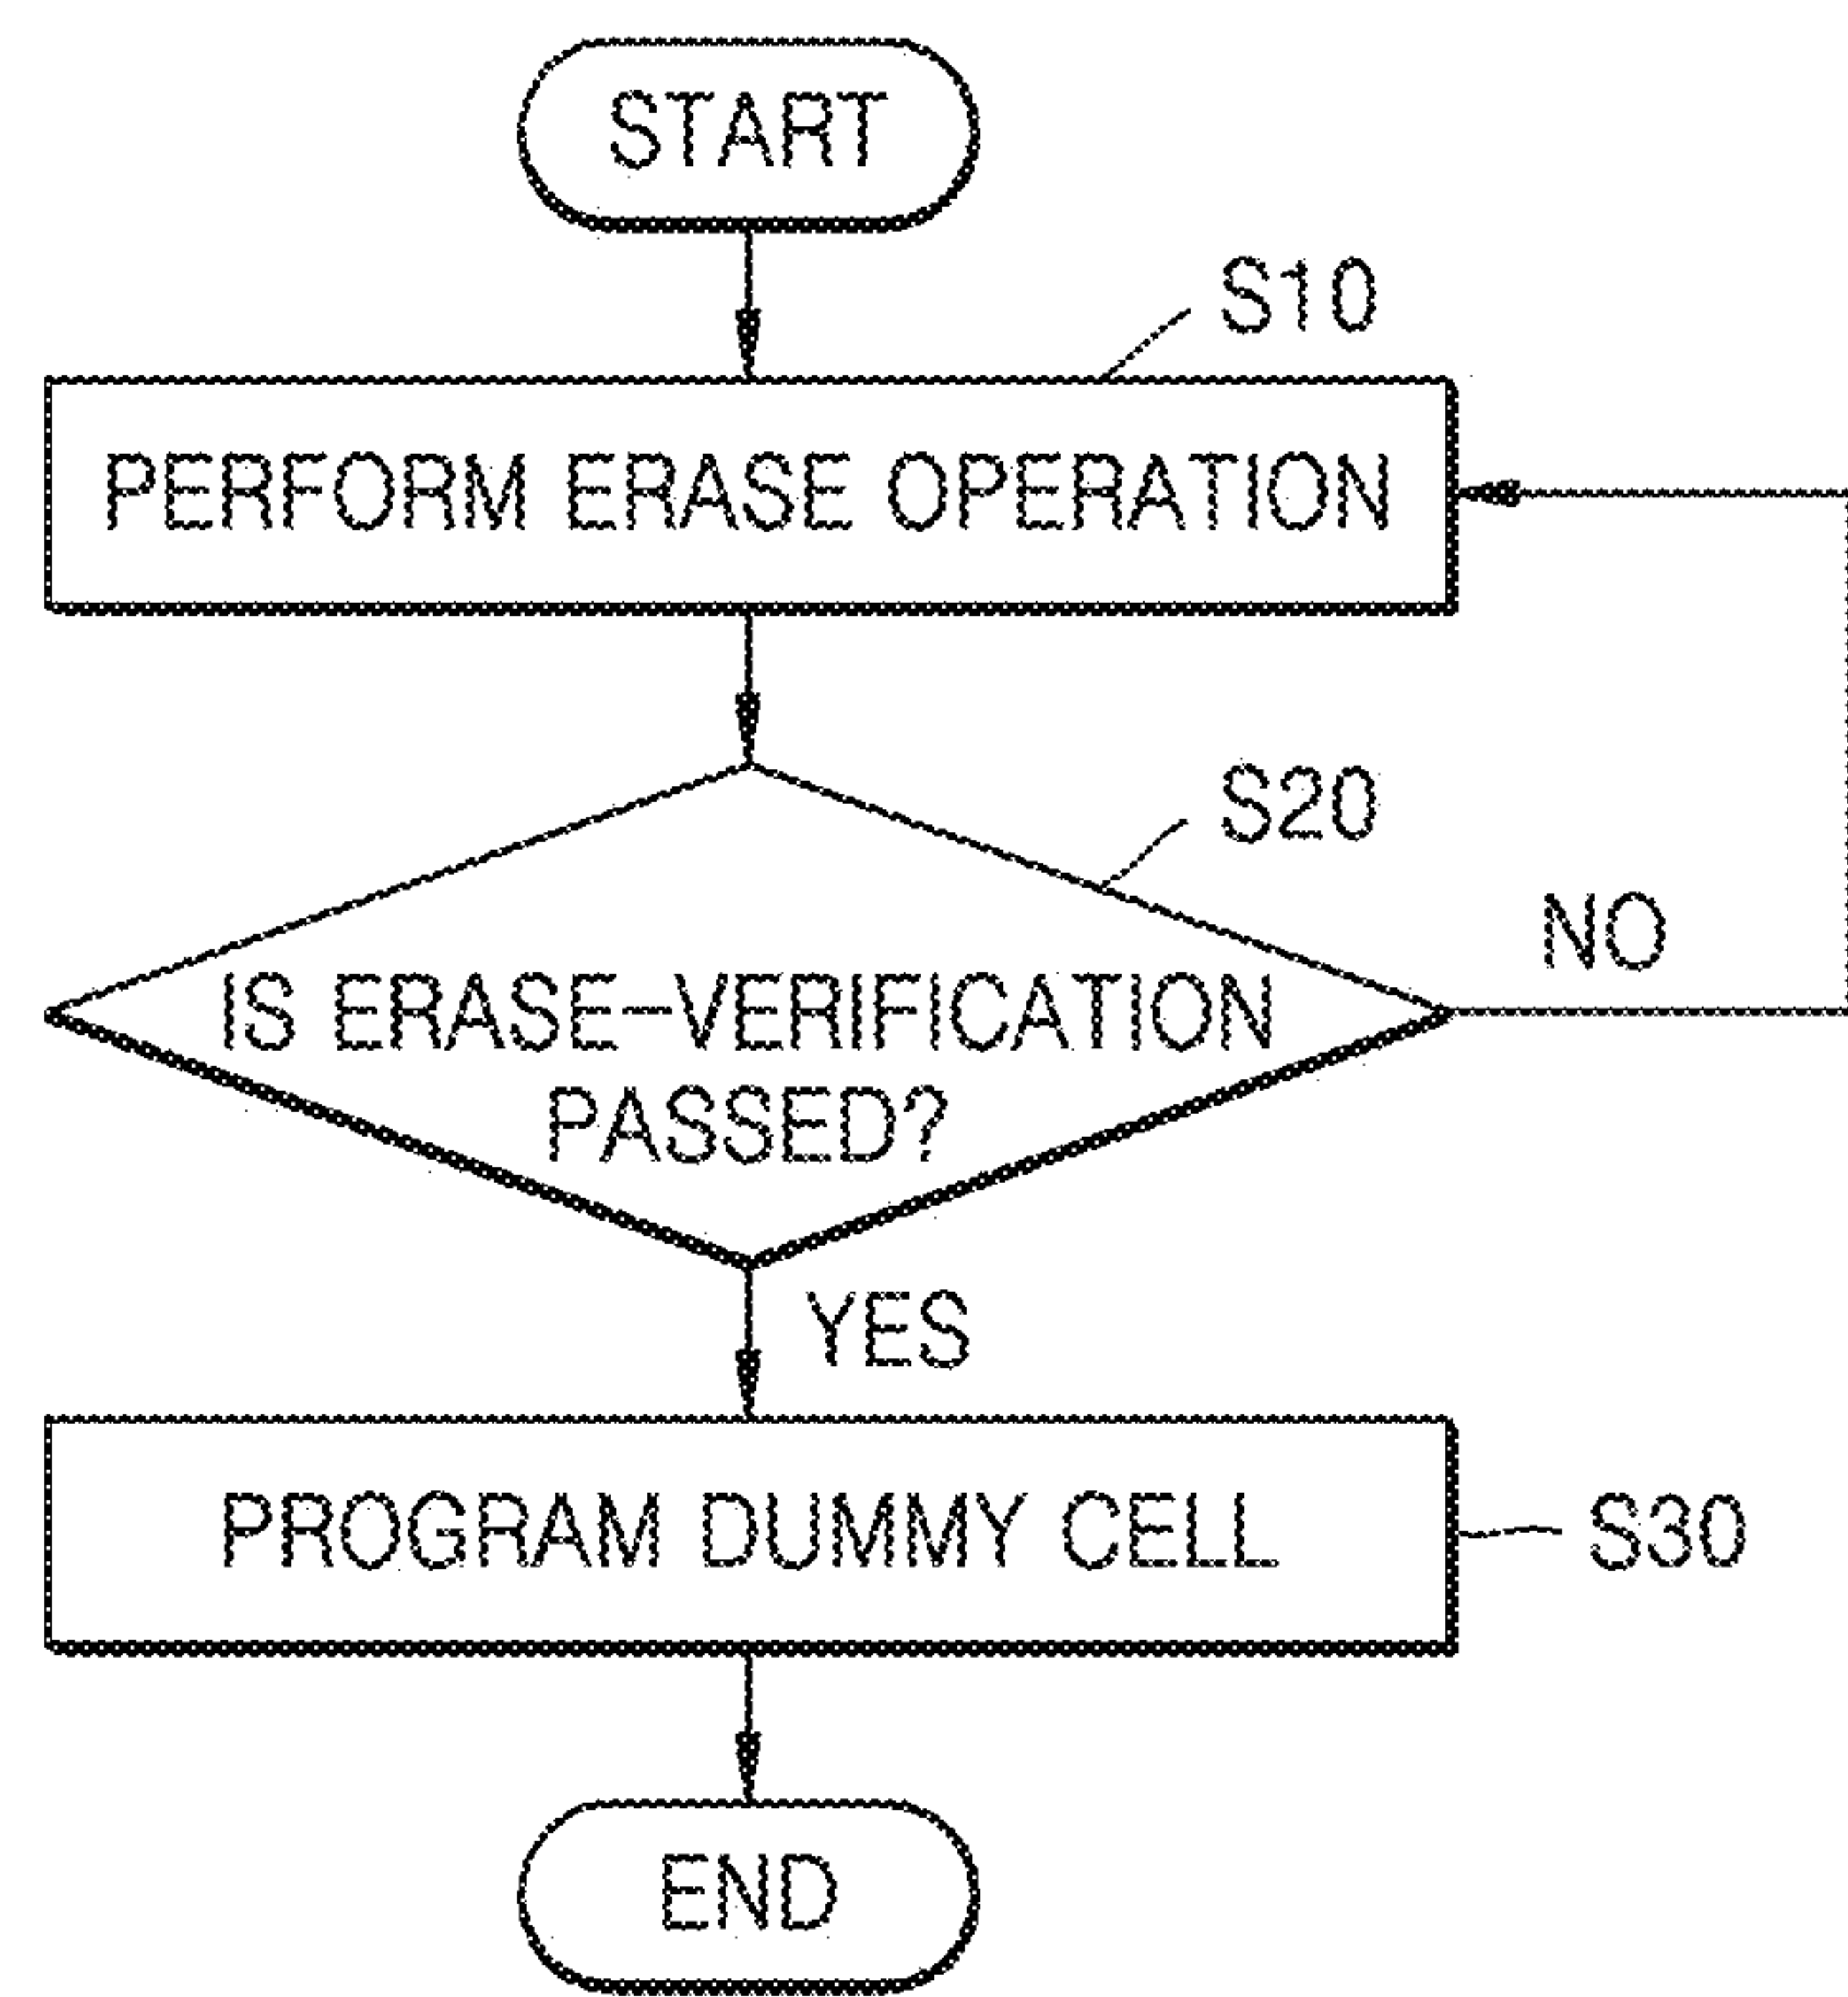 START
S10
PERFORM ERASE OPERATION
S20
NO
IS ERASE-VERIFICATION
PASSED?
YES
PROGRAM DUMMY CELL
S30
END